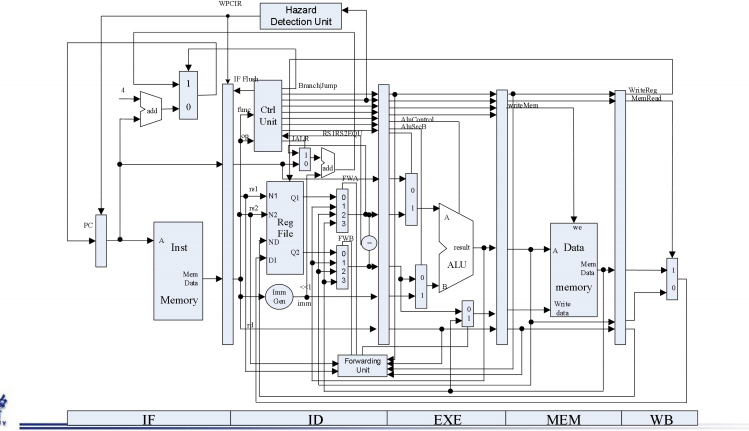 WPCIR
Hazard
Detection Unit
IF Flush
BranchJump
WriteReg
MemRead
writeMem
4
add
1
0
func
Ctrl
Unit
op
JALR
RS1RS2EQU
AluControl
AluSrcB
1
0
add
PC
A
Inst
Memory
Mem
Data
rs1
rs2
N1
N2
ND
D1
Reg
File
Q1
Q2
FWA
0
1
2
3
FWB
0
1
2
3
Imm
Gen
<<1
imm
rd
0
1
0
1
A
B
ALU
result
0
1
we
A
Data
memory
Mem
Data
Write
data
1
0
Forwarding
Unit
IF
ID
EXE
MEM
WB